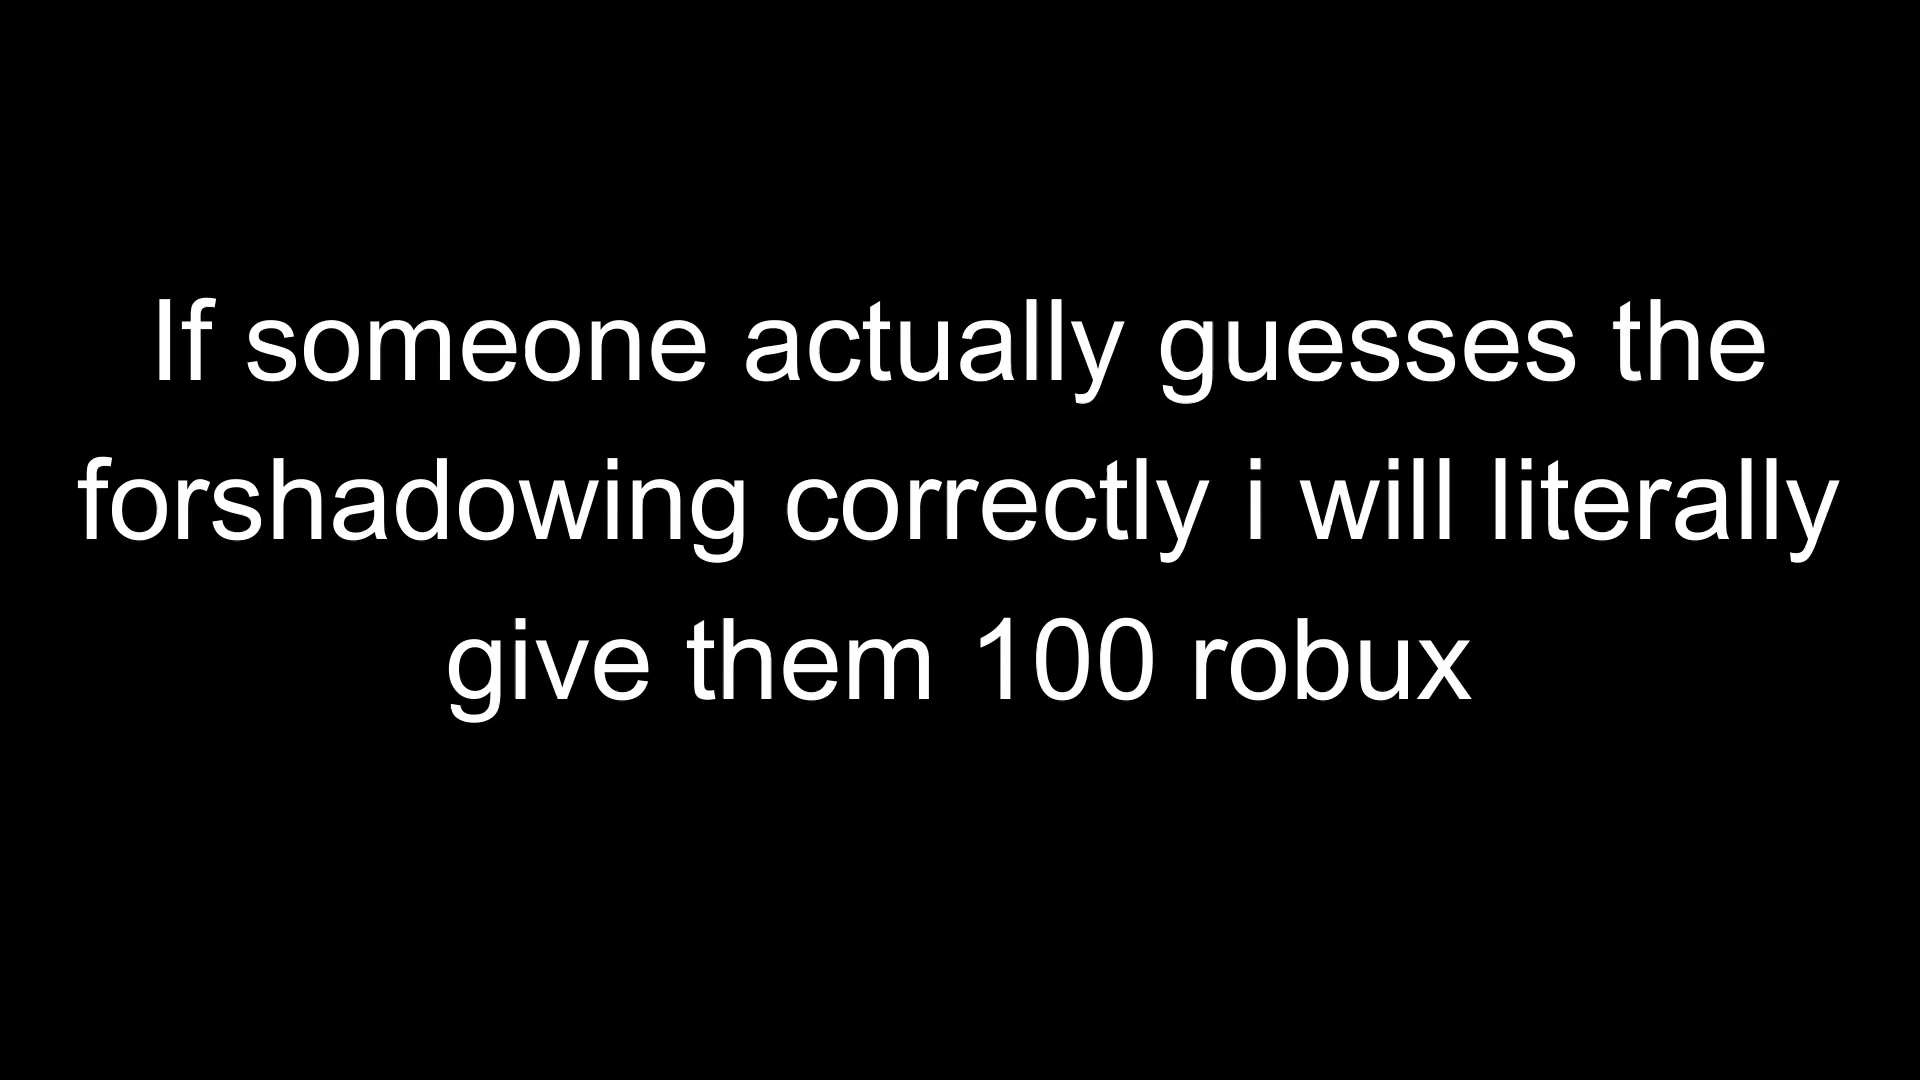 If someone actually guesses the
forshadowing correctly i will literally
give them 100 robux